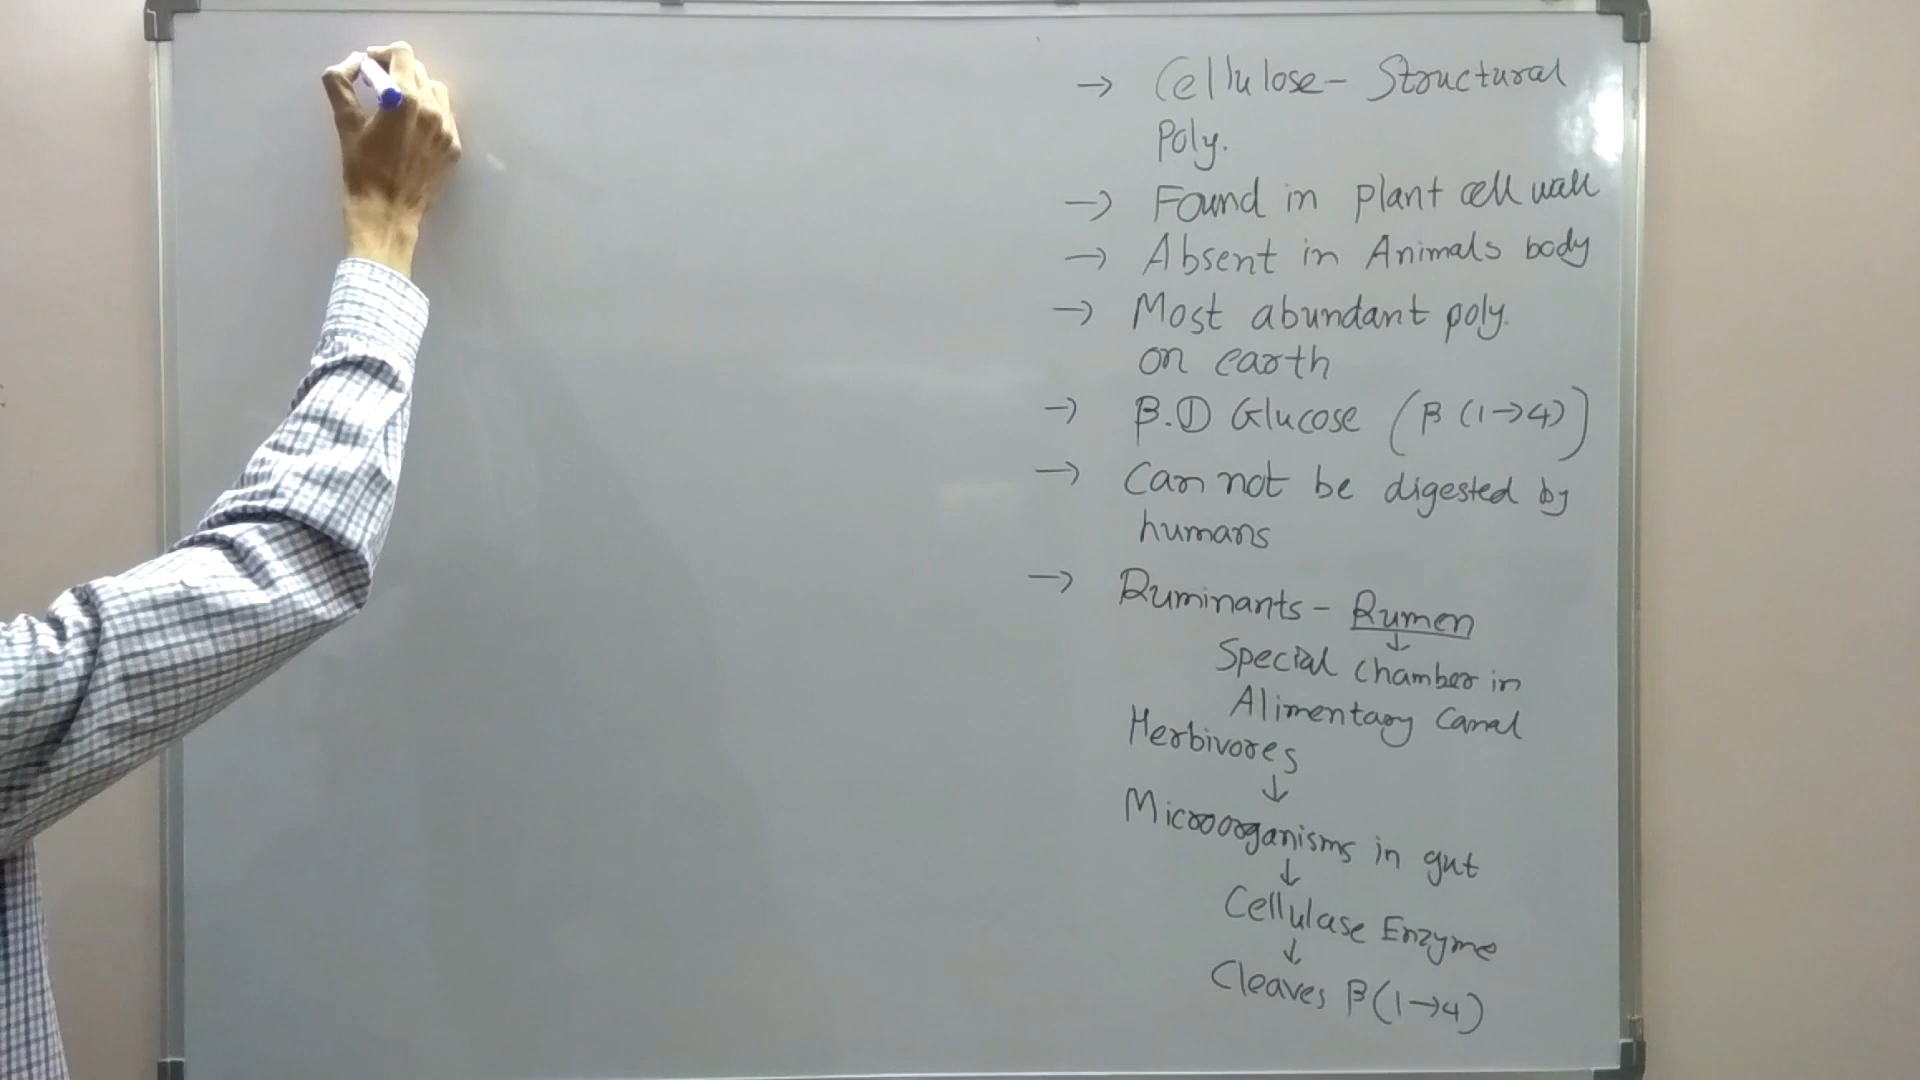 → Cellulose - Structural
Poly.
→ Found in plant cell wall
→ Absent in Animals body
→ Most abundant poly.
on earth
→ β.D Glucose (β (1→4))
→ Can not be digested by
humans
→ Ruminants - Rumen
↓
Special chamber in
Alimentary Canal
Herbivores
↓
Microorganisms in gut
↓
Cellulase Enzyme
↓
Cleaves β(1→4)